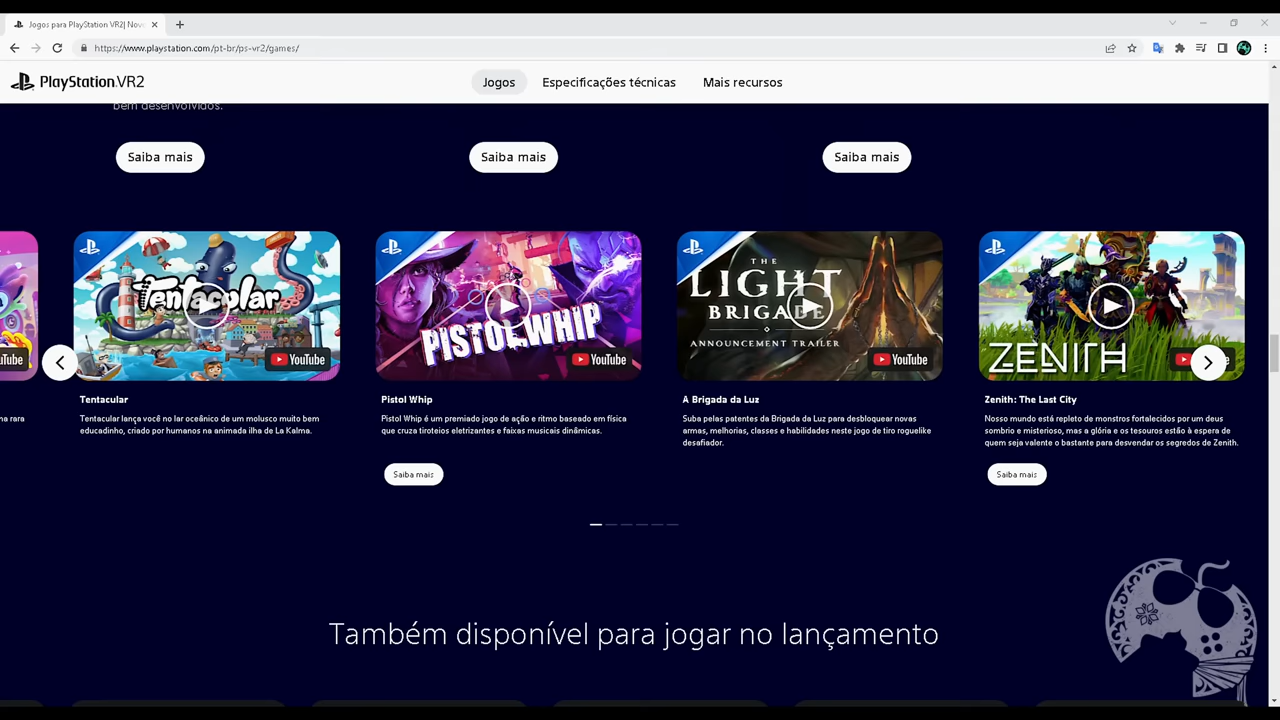 Jogos para PlayStation VR2| Nov
https://www.playstation.com/pt-br/ps-vr2/games/
PlayStation.VR2
Jogos
Especificações técnicas
Mais recursos
bem desenvolvidos.
Saiba mais
Saiba mais
Saiba mais
Tentacular
YouTube
PISTOL WHIP
YouTube
THE
LIGHT
BRIGADE
ANNOUNCEMENT TRAILER
YouTube
ZENITH
Tentacular
Tentacular lança você no lar oceânico de um molusco muito bem
educadinho, criado por humanos na animada ilha de La Kalma.
Pistol Whip
Pistol Whip é um premiado jogo de ação e ritmo baseado em física
que cruza tiroteios eletrizantes e faixas musicais dinâmicas.
Saiba mais
A Brigada da Luz
Suba pelas patentes da Brigada da Luz para desbloquear novas
armas, melhorias, classes e habilidades neste jogo de tiro roguelike
desafiador.
Zenith: The Last City
Nosso mundo está repleto de monstros fortalecidos por um deus
sombrio e misterioso, mas a glória e os tesouros estão à espera de
quem seja valente o bastante para desvendar os segredos de Zenith.
Saiba mais
Também disponível para jogar no lançamento